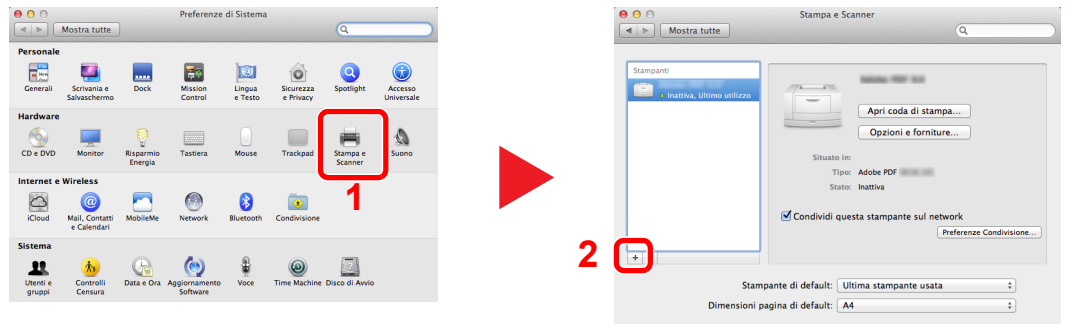 Preferenze di Sistema
Mostra tutte
Personale
Generali
Scrivania e
Salvaschermo
Dock
Mission
Control
Lingua
e Testo
Sicurezza
e Privacy
Spotlight
Accesso
Universale
Hardware
CD e DVD
Monitor
Risparmio
Energia
Tastiera
Mouse
Trackpad
Stampa e
Scanner
Suono
1
Internet e Wireless
iCloud
Mail, Contatti
e Calendari
MobileMe
Network
Bluetooth
Condivisione
Sistema
Utenti e
gruppi
Controlli
Censura
Data e Ora
Aggiornamento
Software
Voce
Time Machine
Disco di Avvio
Stampa e Scanner
Mostra tutte
Stampanti
Inattiva, Ultimo utilizzo
Apri coda di stampa...
Opzioni e forniture...
Situato in:
Tipo: Adobe PDF
Stato: Inattiva
Condividi questa stampante sul network
Preferenze Condivisione...
2
+
Stampante di default: Ultima stampante usata
Dimensioni pagina di default: A4